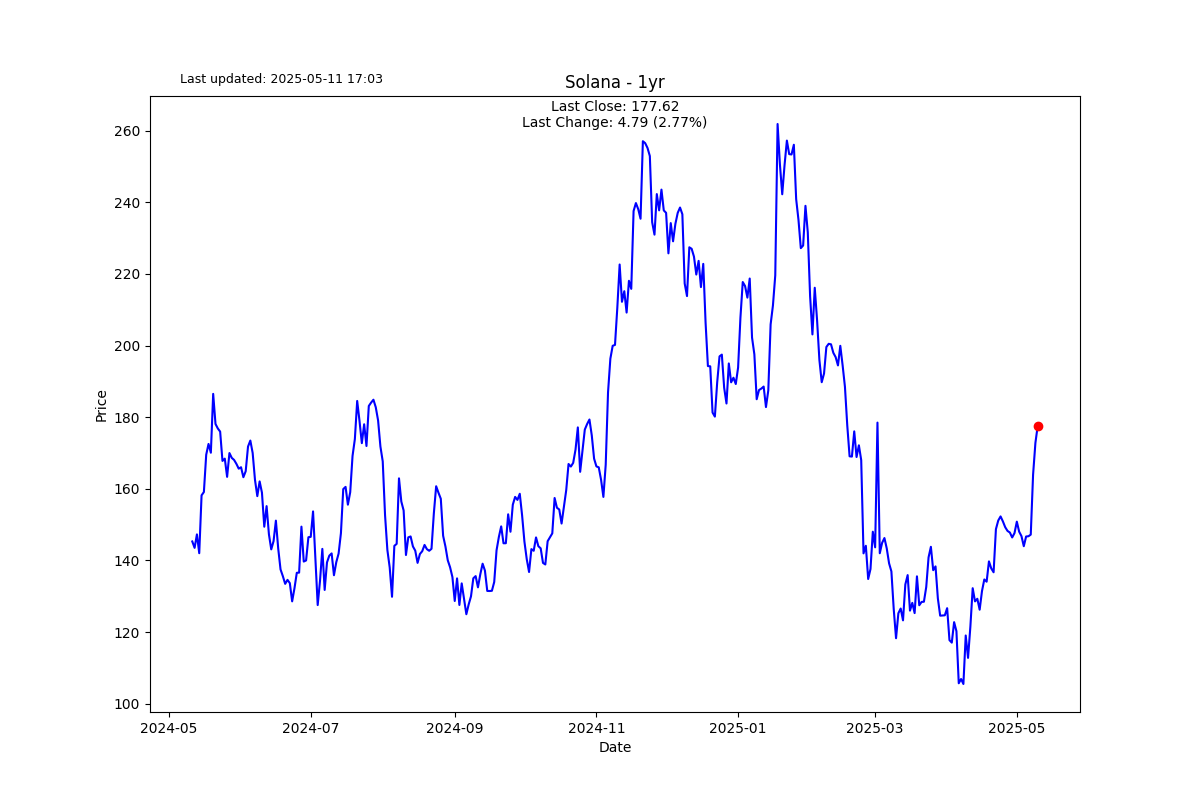 Last updated: 2025-05-11 17:03
Solana - 1yr
Last Close: 177.62
Last Change: 4.79 (2.77%)
Price
260
240
220
200
180
160
140
120
100
2024-05
2024-07
2024-09
2024-11
2025-01
2025-03
2025-05
Date